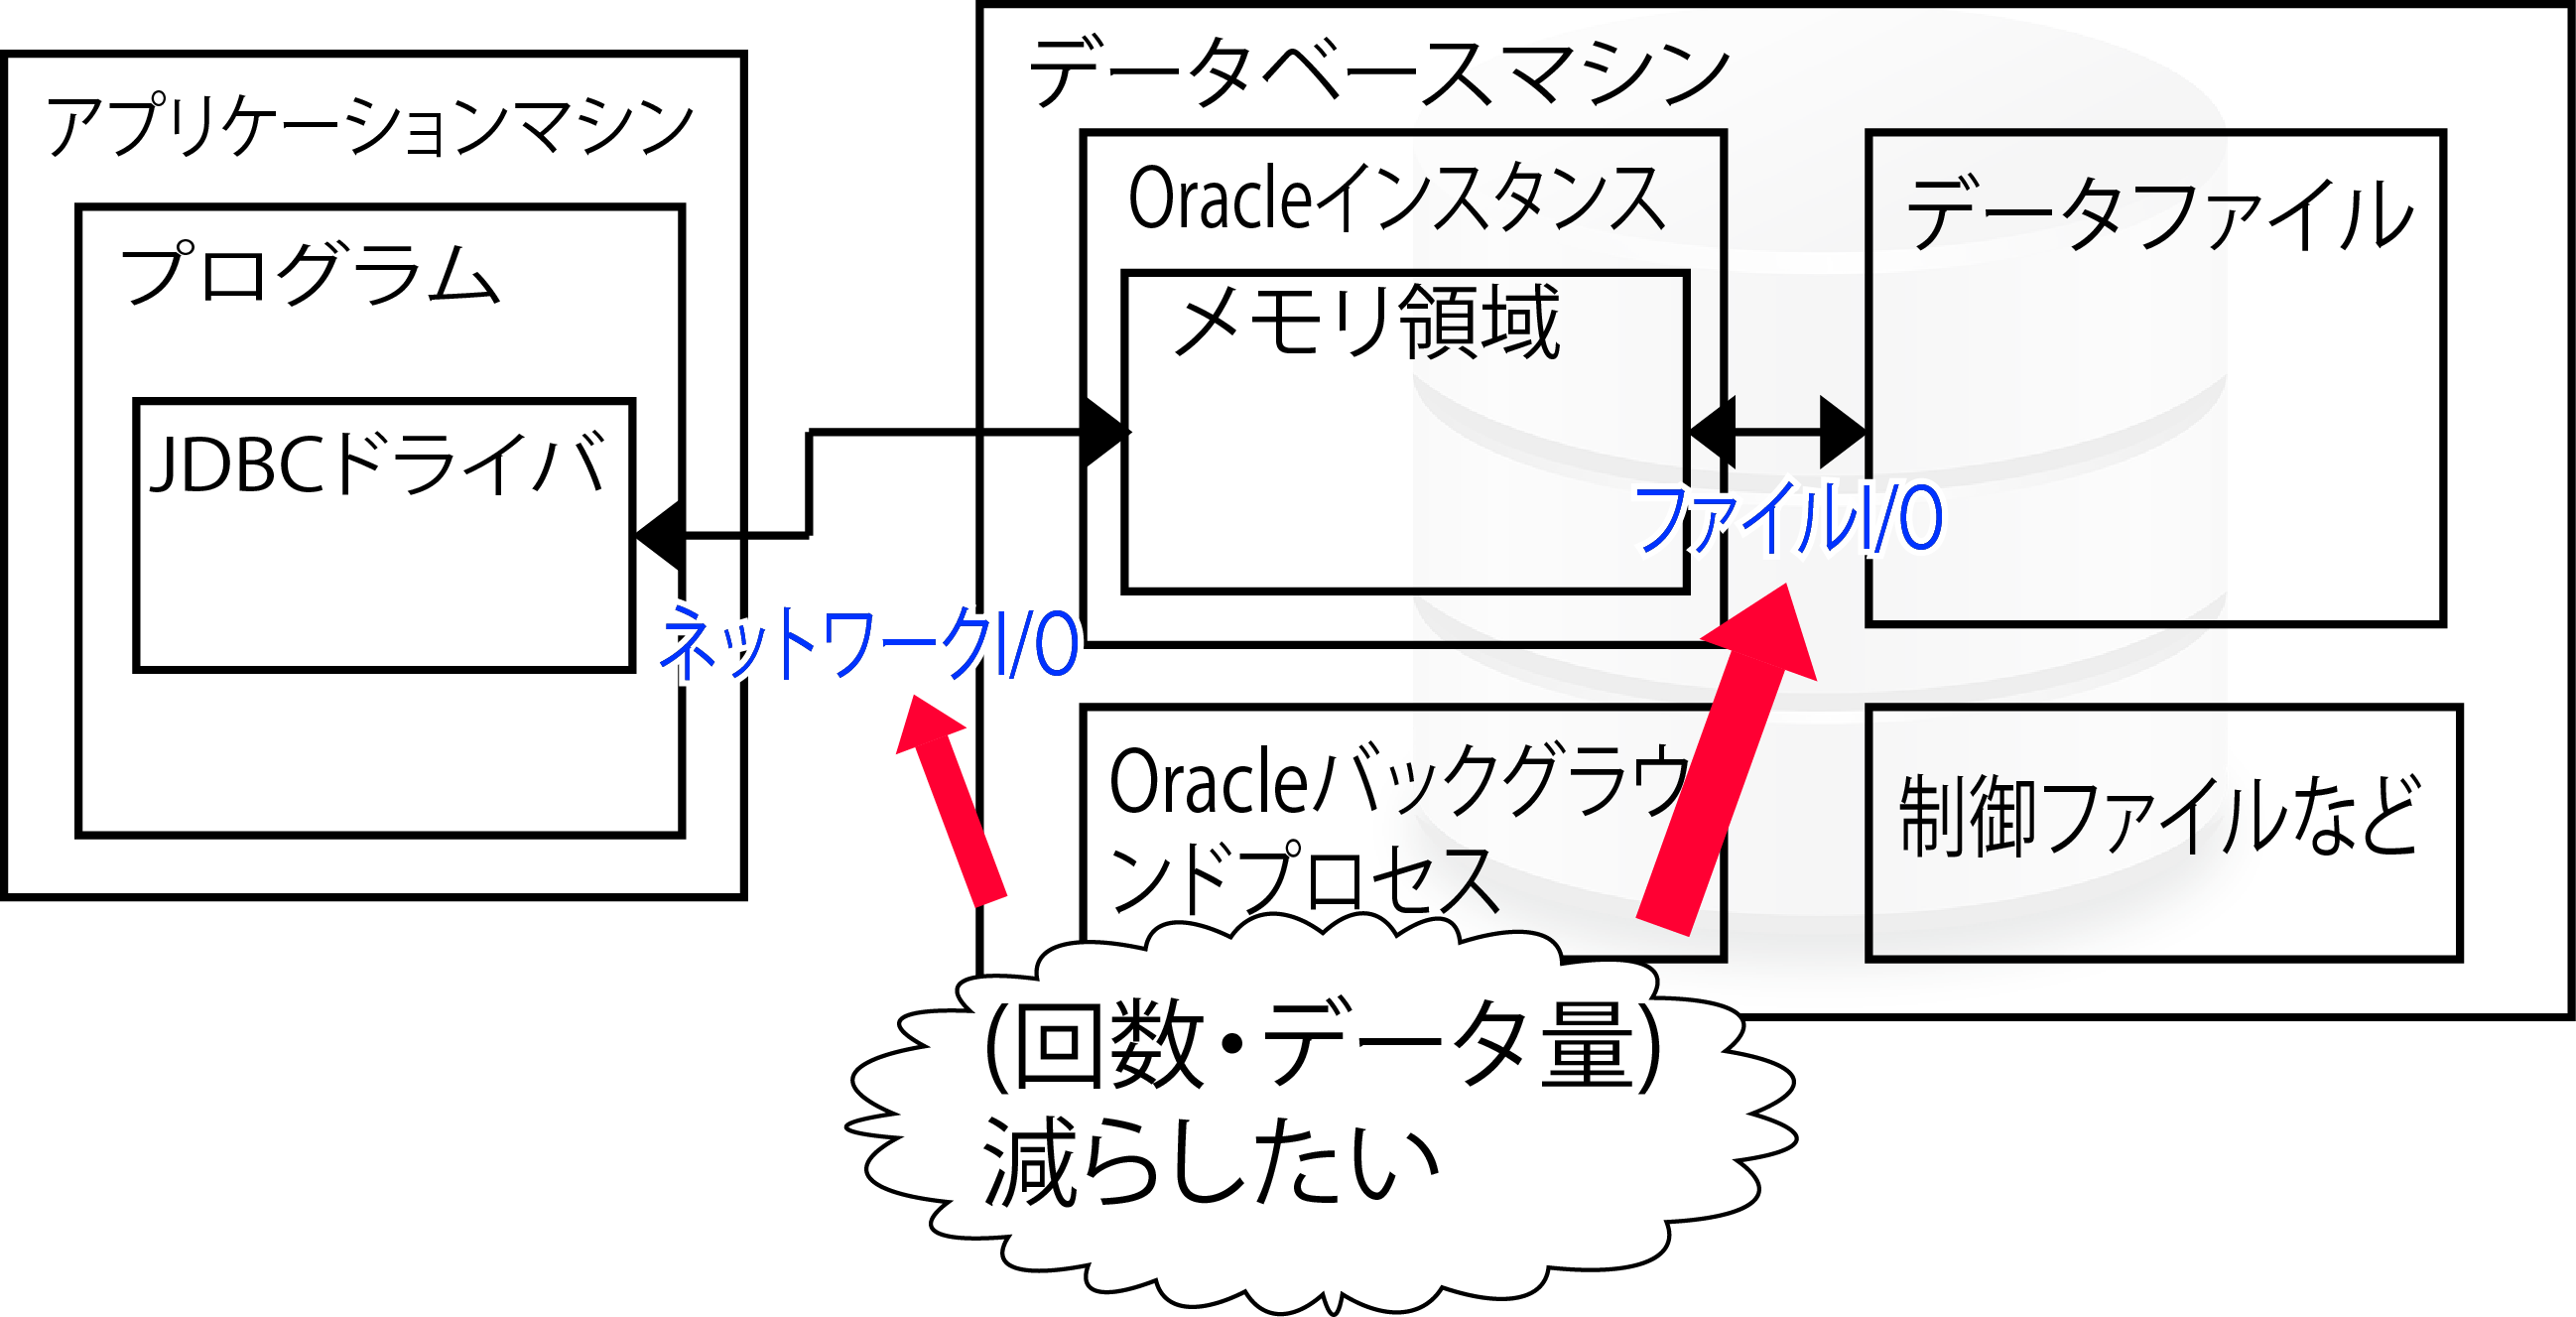 アプリケーションマシン
プログラム
JDBCドライバ
ネットワークI/O
データベースマシン
Oracleインスタンス
メモリ領域
データファイル
ファイルI/O
Oracleバックグラウ
ンドプロセス
制御ファイルなど
(回数・データ量)
減らしたい